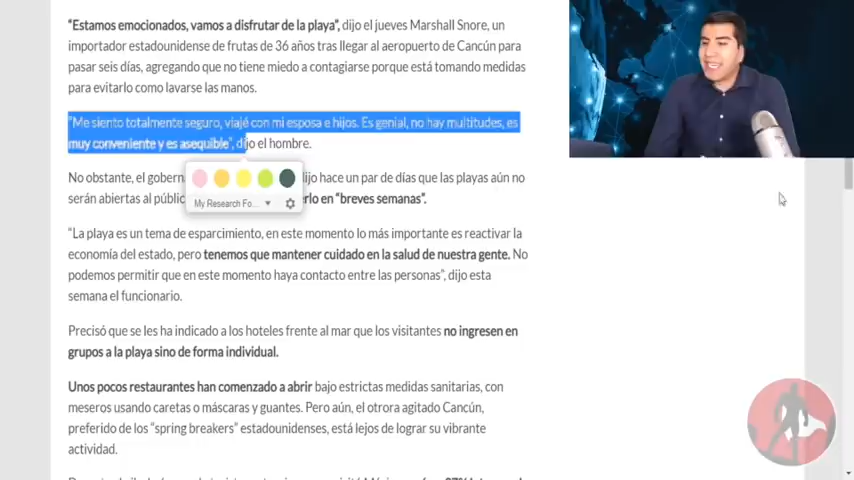 “Estamos emocionados, vamos a disfrutar de la playa”, dijo el jueves Marshall Snore, un
importador estadounidense de frutas de 36 años tras llegar al aeropuerto de Cancún para
pasar seis días, agregando que no tiene miedo a contagiarse porque está tomando medidas
para evitarlo como lavarse las manos.
“Me siento totalmente seguro, viajé con mi esposa e hijos. Es genial, no hay multitudes, es
muy conveniente y es asequible”, dijo el hombre.
No obstante, el gobern
dijo hace un par de días que las playas aún no
serán abiertas al públic
rlo en “breves semanas”.
My Research Fo...
“La playa es un tema de esparcimiento, en este momento lo más importante es reactivar la
economía del estado, pero tenemos que mantener cuidado en la salud de nuestra gente. No
podemos permitir que en este momento haya contacto entre las personas”, dijo esta
semana el funcionario.
Precisó que se les ha indicado a los hoteles frente al mar que los visitantes no ingresen en
grupos a la playa sino de forma individual.
Unos pocos restaurantes han comenzado a abrir bajo estrictas medidas sanitarias, con
meseros usando caretas o máscaras y guantes. Pero aún, el otrora agitado Cancún,
preferido de los “spring breakers” estadounidenses, está lejos de lograr su vibrante
actividad.